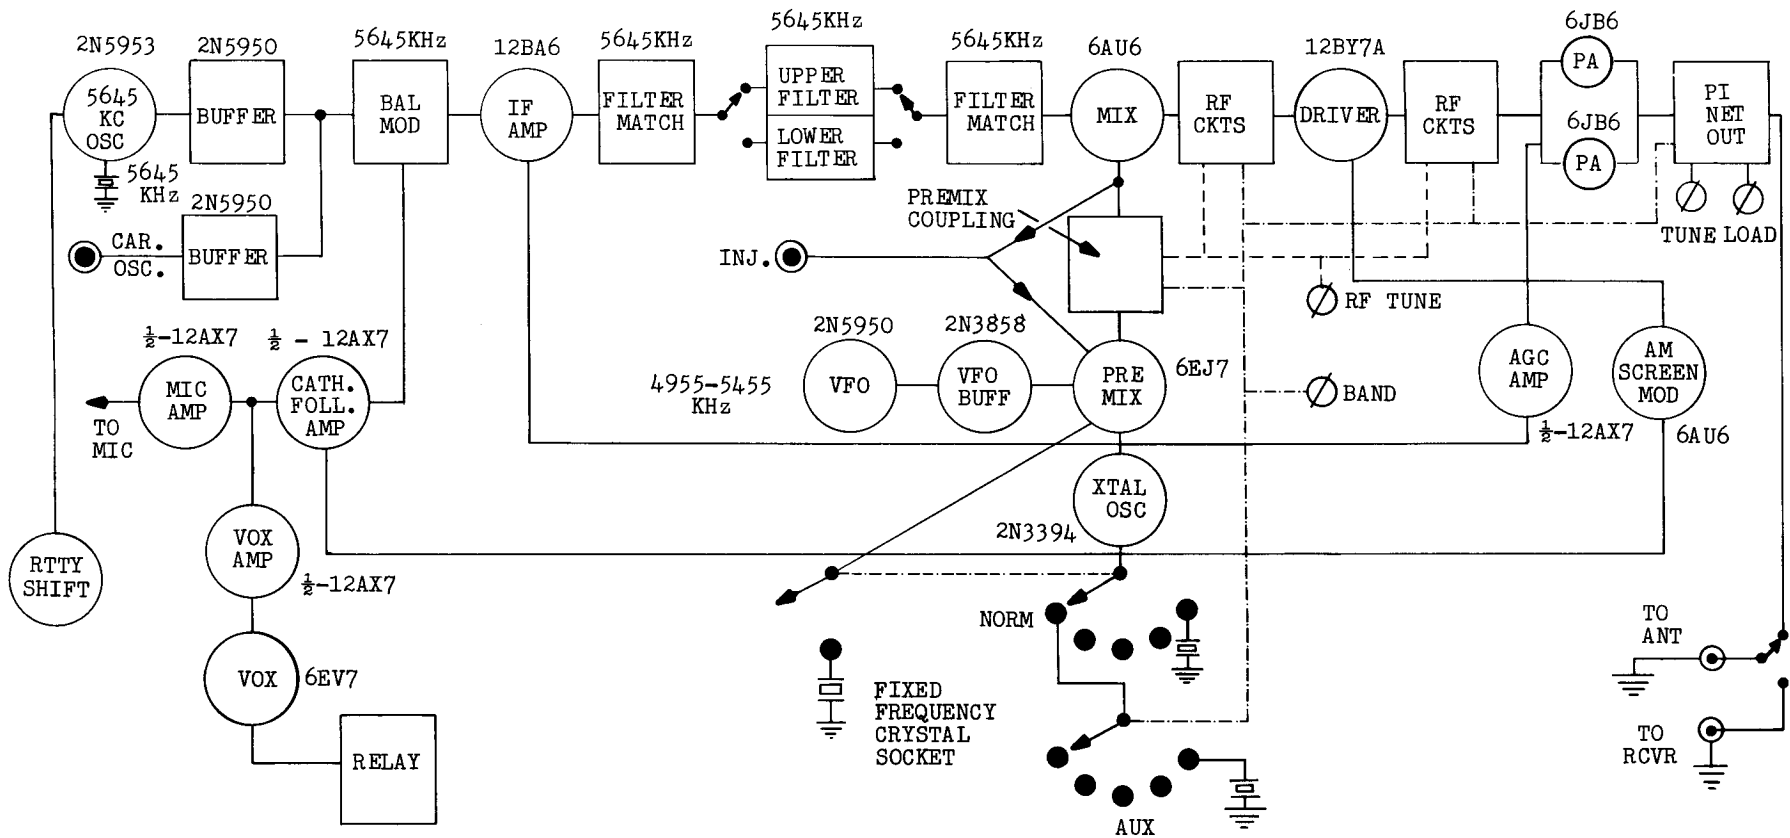 2N5953
5645
KC
OSC
5645
KHz
2N5950
BUFFER
5645KHz
BAL
MOD
12BA6
IF
AMP
5645KHz
FILTER
MATCH
5645KHz
UPPER
FILTER
LOWER
FILTER
5645KHz
FILTER
MATCH
6AU6
MIX
RF
CKTS
12BY7A
DRIVER
RF
CKTS
6JB6
PA
6JB6
PA
PI
NET
OUT
TUNE LOAD
CAR.
OSC.
2N5950
BUFFER
PREMIX
COUPLING
INJ.
RF TUNE
½-12AX7
MIC
AMP
TO
MIC
½ - 12AX7
CATH.
FOLL.
AMP
4955-5455
KHz
2N5950
VFO
2N3858
VFO
BUFF
6EJ7
PRE
MIX
BAND
AGC
AMP
½-12AX7
AM
SCREEN
MOD
6AU6
XTAL
OSC
2N3394
RTTY
SHIFT
VOX
AMP
½-12AX7
VOX
6EV7
RELAY
NORM
FIXED
FREQUENCY
CRYSTAL
SOCKET
AUX
TO
ANT
TO
RCVR